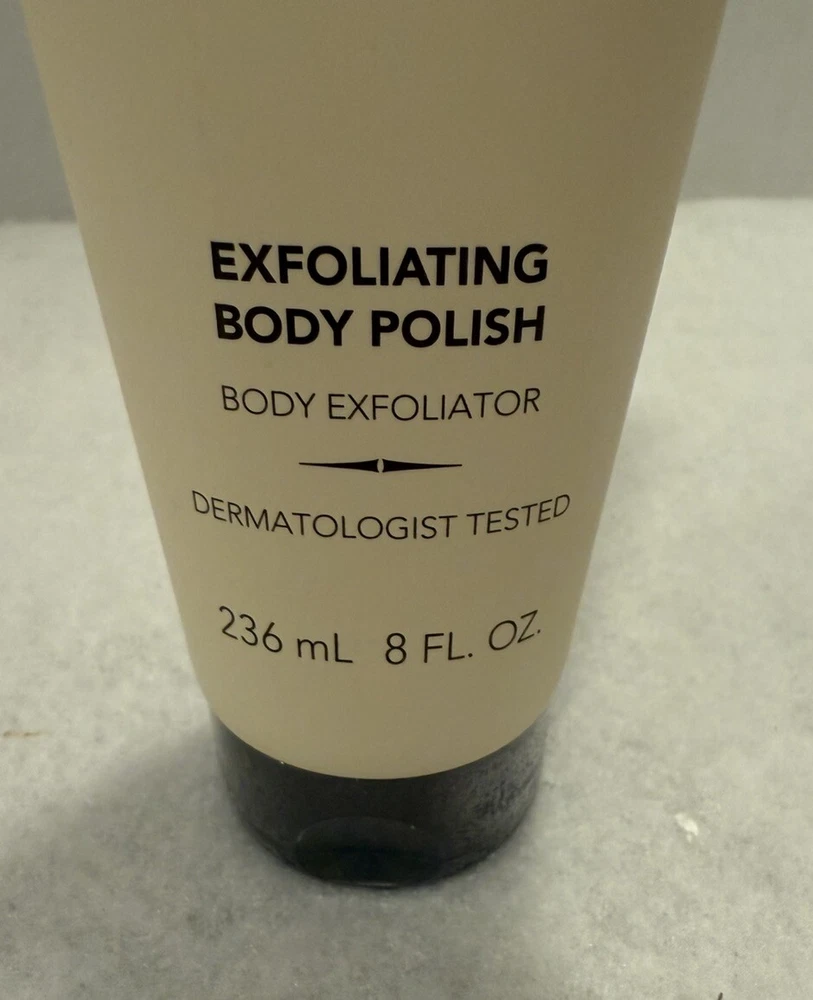 EXFOLIATING
BODY POLISH
BODY EXFOLIATOR
DERMATOLOGIST TESTED
236 mL 8 FL. OZ.